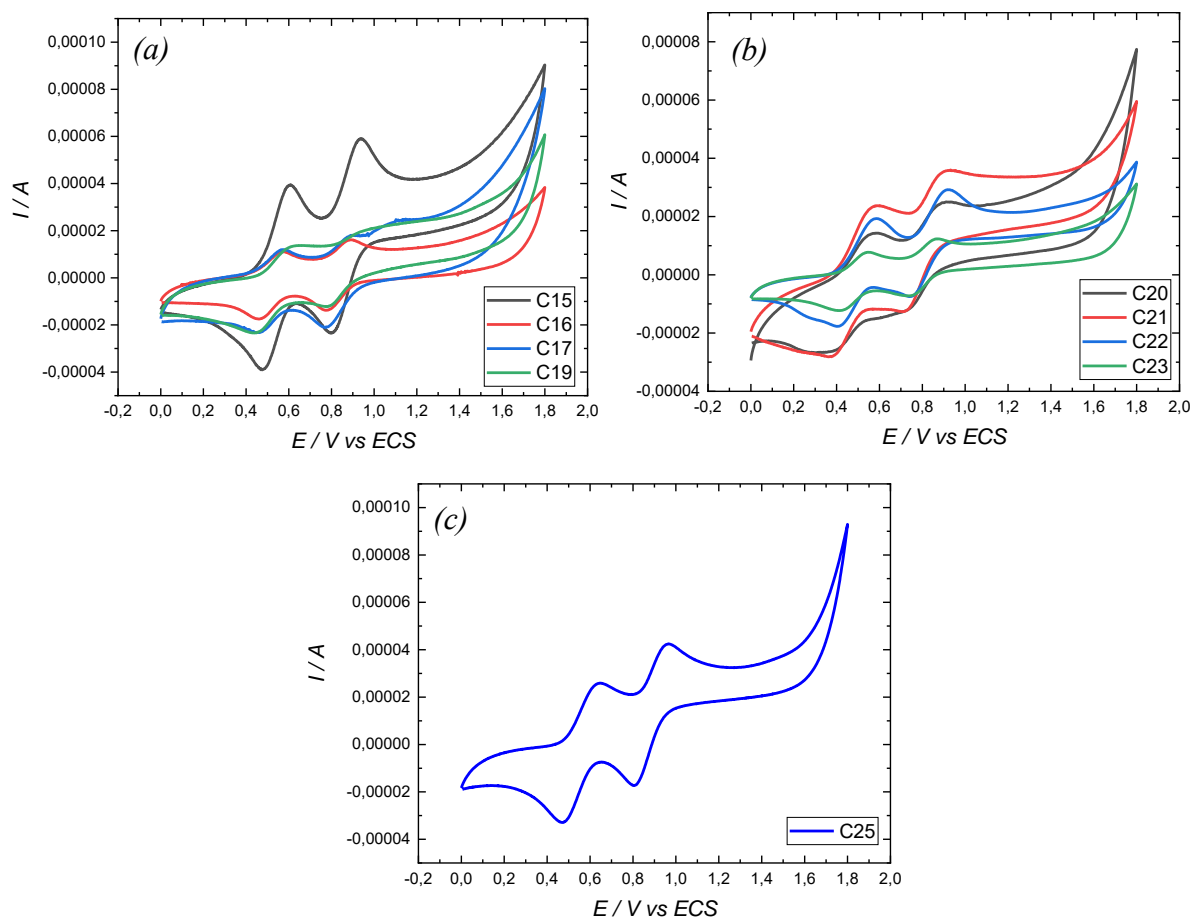 (a)
I / A
0,00010
0,00008
0,00006
0,00004
0,00002
0,00000
-0,00002
-0,00004
-0,2 0,0 0,2 0,4 0,6 0,8 1,0 1,2 1,4 1,6 1,8 2,0
E / V vs ECS
C15
C16
C17
C19
(b)
I / A
0,00008
0,00006
0,00004
0,00002
0,00000
-0,00002
-0,00004
-0,2 0,0 0,2 0,4 0,6 0,8 1,0 1,2 1,4 1,6 1,8 2,0
E / V vs ECS
C20
C21
C22
C23
(c)
I / A
0,00010
0,00008
0,00006
0,00004
0,00002
0,00000
-0,00002
-0,00004
-0,2 0,0 0,2 0,4 0,6 0,8 1,0 1,2 1,4 1,6 1,8 2,0
E / V vs ECS
C25